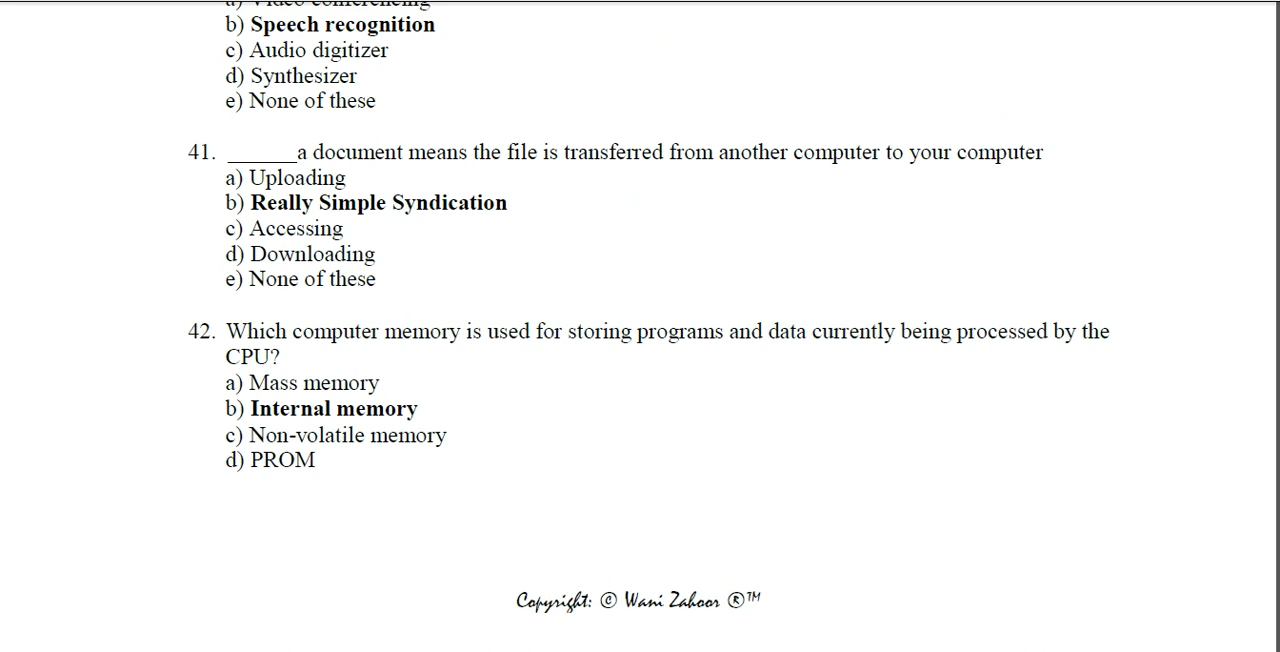 b) Speech recognition
c) Audio digitizer
d) Synthesizer
e) None of these
41. ______a document means the file is transferred from another computer to your computer
a) Uploading
b) Really Simple Syndication
c) Accessing
d) Downloading
e) None of these
42. Which computer memory is used for storing programs and data currently being processed by the
CPU?
a) Mass memory
b) Internal memory
c) Non-volatile memory
d) PROM
Copyright: © Wani Zahoor ®™